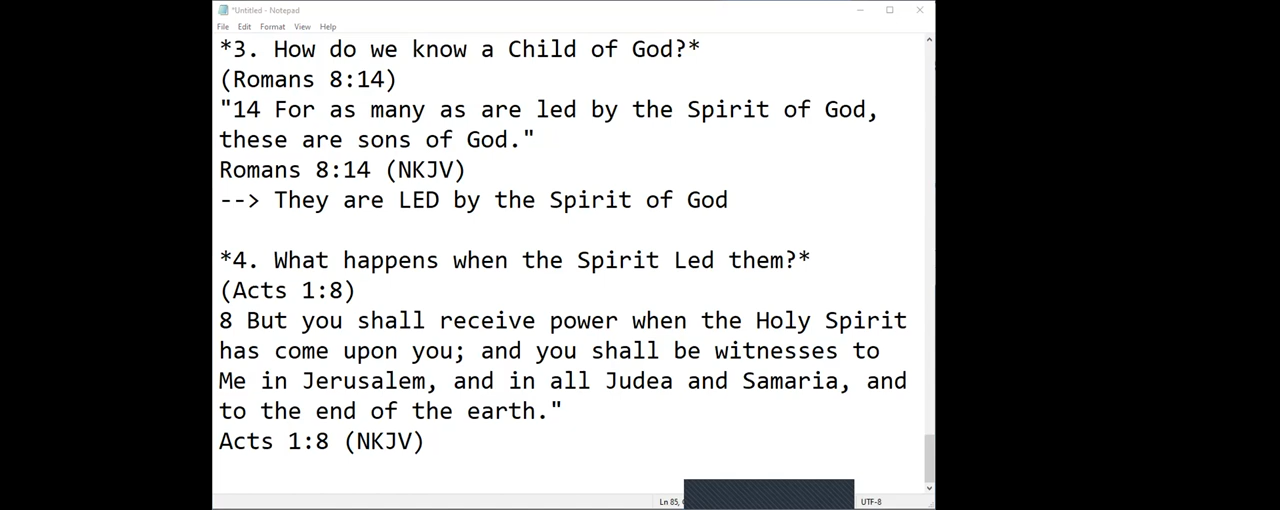 *Untitled - Notepad
File Edit Format View Help
*3. How do we know a Child of God?*
(Romans 8:14)
"14 For as many as are led by the Spirit of God,
these are sons of God."
Romans 8:14 (NKJV)
--> They are LED by the Spirit of God
*4. What happens when the Spirit Led them?*
(Acts 1:8)
8 But you shall receive power when the Holy Spirit
has come upon you; and you shall be witnesses to
Me in Jerusalem, and in all Judea and Samaria, and
to the end of the earth."
Acts 1:8 (NKJV)
Ln 85, UTF-8